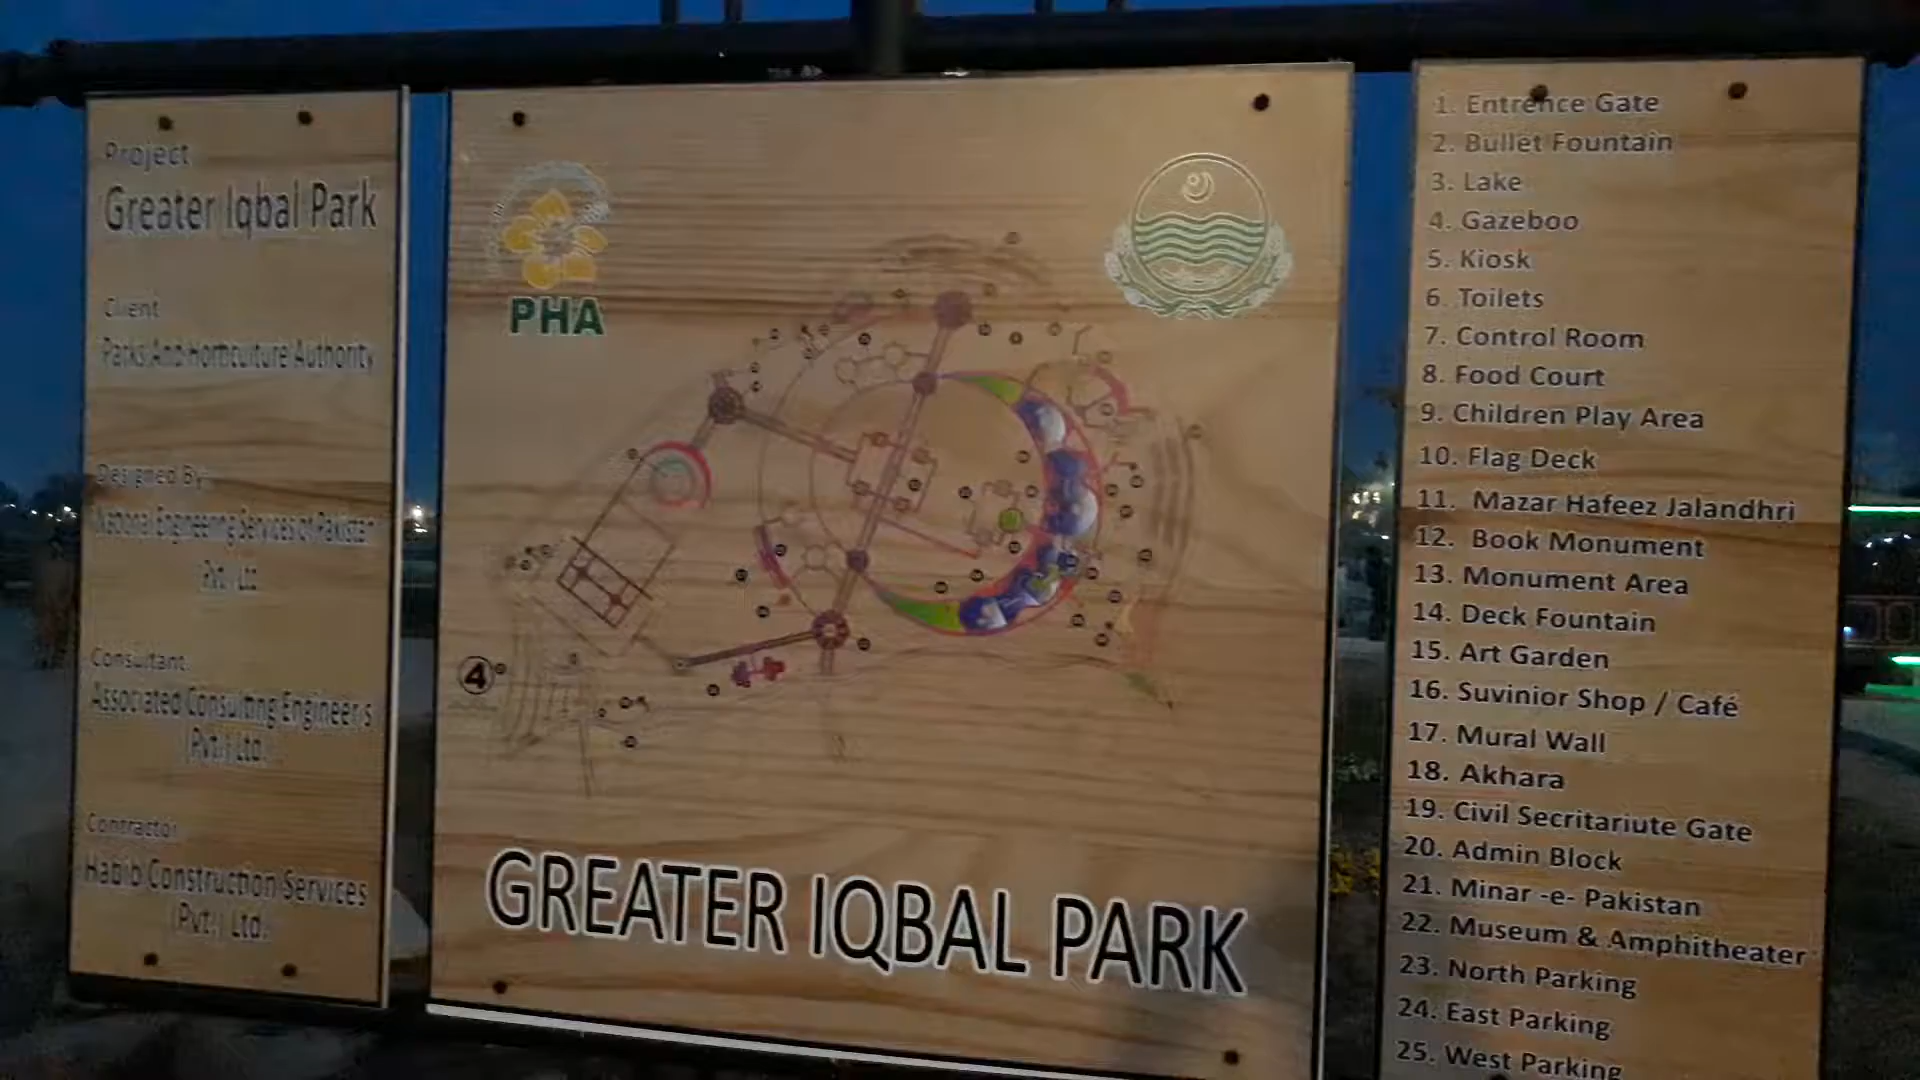 Project
Greater Iqbal Park
Client
Parks And Horticulture Authority
Designed By:
National Engineering Services of Pakistan
Pvt. Ltd.
Consultant
Associated Consulting Engineers
(Pvt.) Ltd.
Contractor
Habib Construction Services
(Pvt.) Ltd.
PHA
4
GREATER IQBAL PARK
1. Entrence Gate
2. Bullet Fountain
3. Lake
4. Gazeboo
5. Kiosk
6. Toilets
7. Control Room
8. Food Court
9. Children Play Area
10. Flag Deck
11. Mazar Hafeez Jalandhri
12. Book Monument
13. Monument Area
14. Deck Fountain
15. Art Garden
16. Suvinior Shop / Café
17. Mural Wall
18. Akhara
19. Civil Secritariute Gate
20. Admin Block
21. Minar -e- Pakistan
22. Museum & Amphitheater
23. North Parking
24. East Parking
25. West Parking